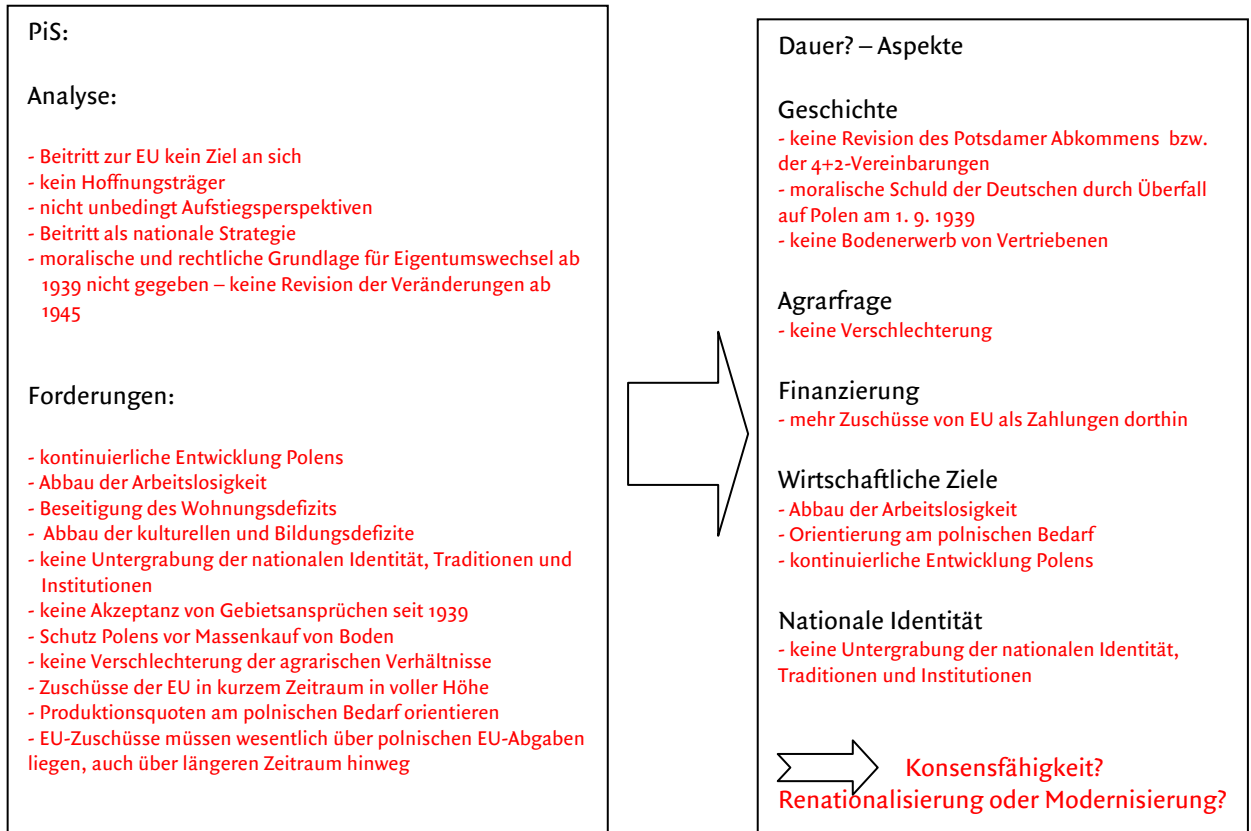 PiS:
Analyse:
- Beitritt zur EU kein Ziel an sich
- kein Hoffnungsträger
- nicht unbedingt Aufstiegsperspektiven
- Beitritt als nationale Strategie
- moralische und rechtliche Grundlage für Eigentumswechsel ab
1939 nicht gegeben – keine Revision der Veränderungen ab
1945
Forderungen:
- kontinuierliche Entwicklung Polens
- Abbau der Arbeitslosigkeit
- Beseitigung des Wohnungsdefizits
- Abbau der kulturellen und Bildungsdefizite
- keine Untergrabung der nationalen Identität, Traditionen und
Institutionen
- keine Akzeptanz von Gebietsansprüchen seit 1939
- Schutz Polens vor Massenkauf von Boden
- keine Verschlechterung der agrarischen Verhältnisse
- Zuschüsse der EU in kurzem Zeitraum in voller Höhe
- Produktionsquoten am polnischen Bedarf orientieren
- EU-Zuschüsse müssen wesentlich über polnischen EU-Abgaben
liegen, auch über längeren Zeitraum hinweg
Dauer? – Aspekte
Geschichte
- keine Revision des Potsdamer Abkommens bzw.
der 4+2-Vereinbarungen
- moralische Schuld der Deutschen durch Überfall
auf Polen am 1. 9. 1939
- keine Bodenerwerb von Vertriebenen
Agrarfrage
- keine Verschlechterung
Finanzierung
- mehr Zuschüsse von EU als Zahlungen dorthin
Wirtschaftliche Ziele
- Abbau der Arbeitslosigkeit
- Orientierung am polnischen Bedarf
- kontinuierliche Entwicklung Polens
Nationale Identität
- keine Untergrabung der nationalen Identität,
Traditionen und Institutionen
Konsensfähigkeit?
Renationalisierung oder Modernisierung?